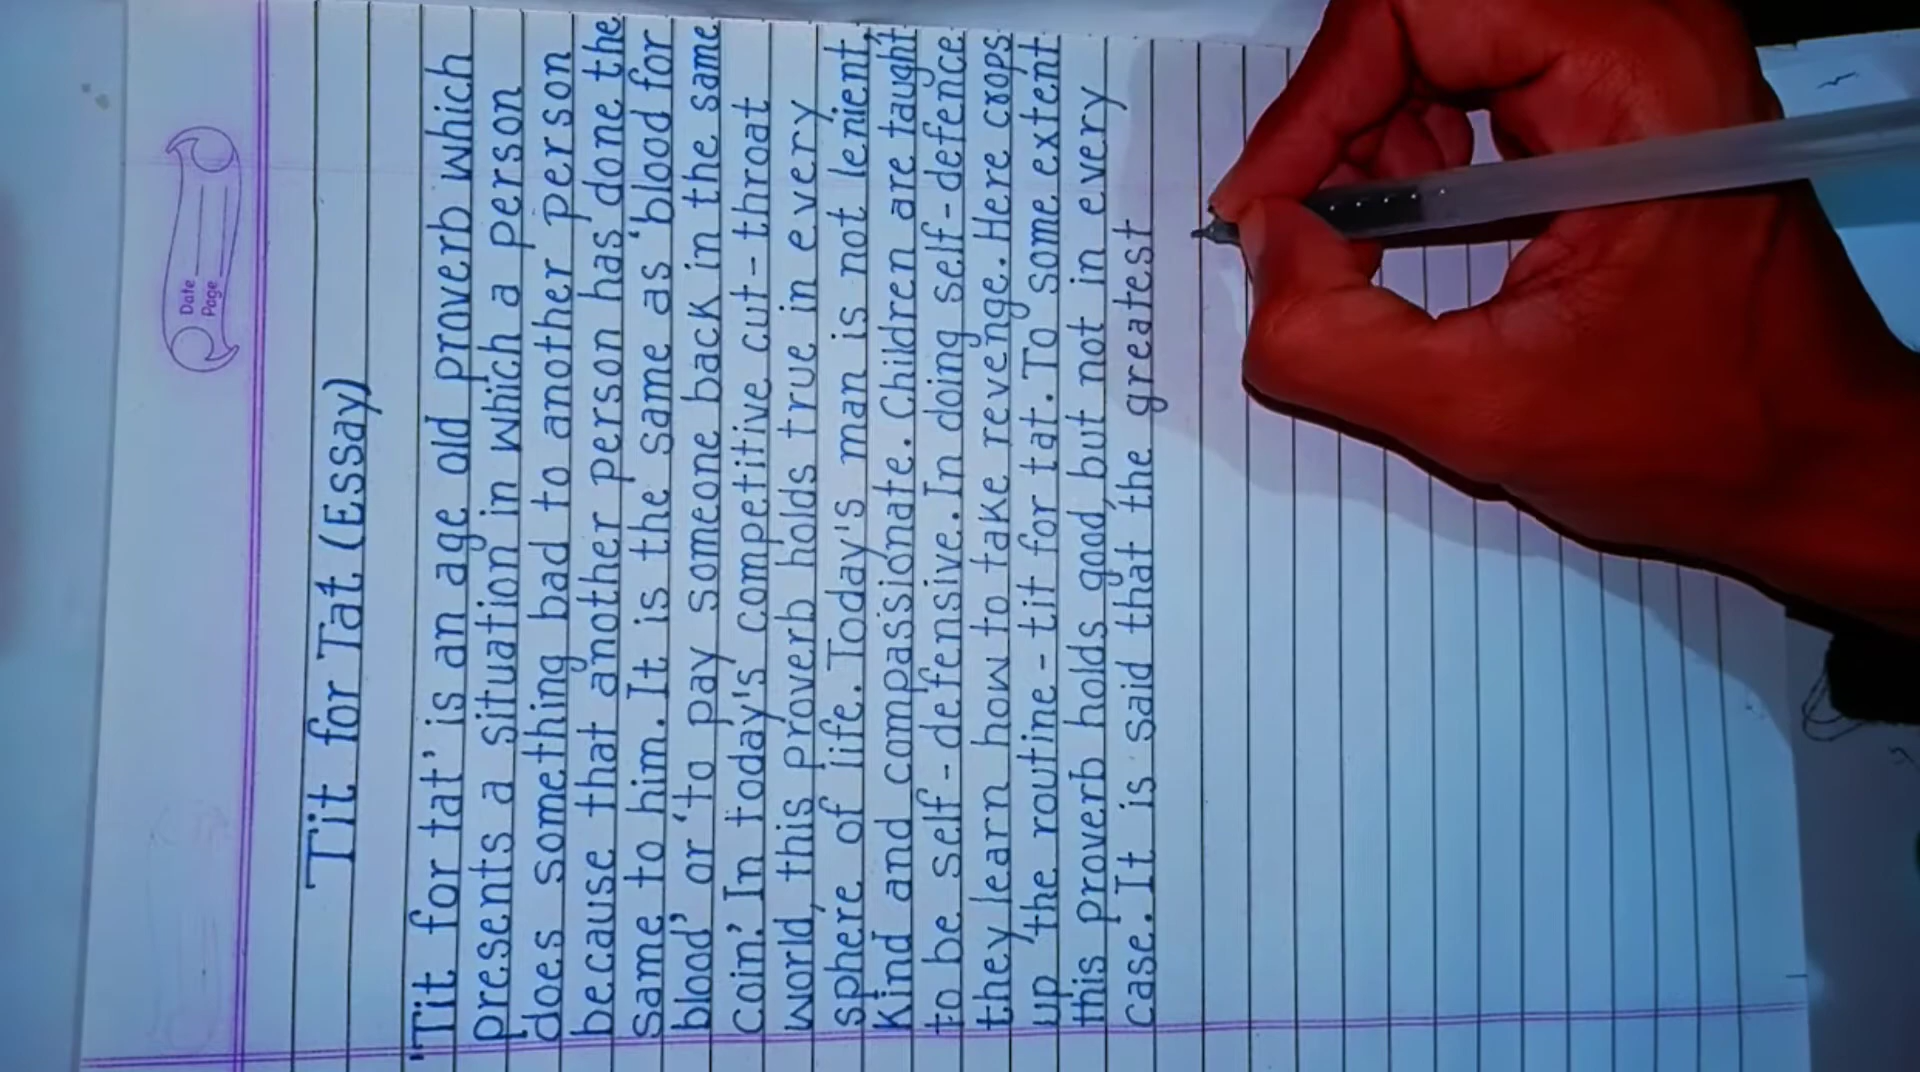 Date
Page
Tit for Tat (Essay)
'Tit for tat' is an age old proverb which
presents a situation in which a person
does something bad to another person
because that another person has done the
same to him. It is the same as 'blood for
blood' or 'to pay someone back in the same
coin'. In today's competitive cut-throat
world, this proverb holds true in every
sphere of life. Today's man is not lenient,
kind and compassionate. Children are taught
to be self-defensive. In doing self-defence
they learn how to take revenge. Here crops
up 'the routine - tit for tat. To some extent
this proverb holds good, but not in every
case. It is said that the greatest